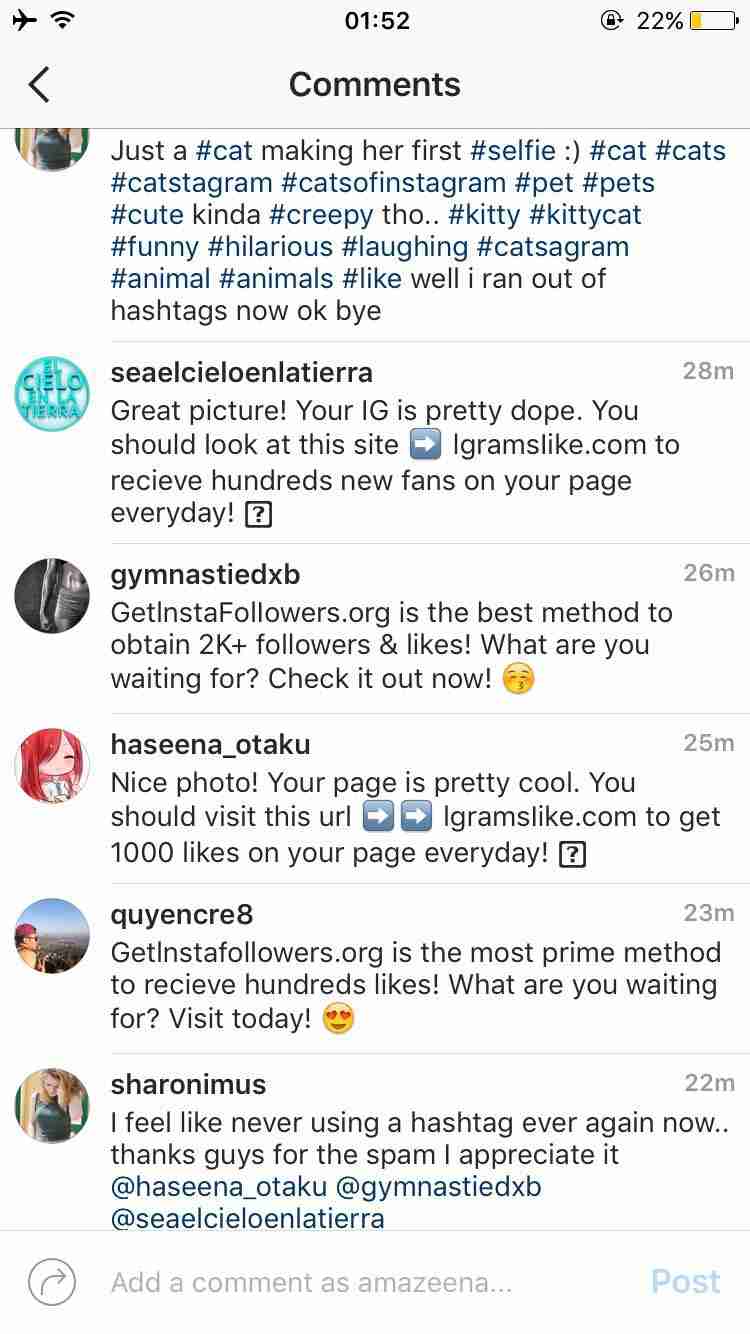 01:52
22%
Comments
Just a #cat making her first #selfie :) #cat #cats
#catstagram #catsofinstagram #pet #pets
#cute kinda #creepy tho.. #kitty #kittycat
#funny #hilarious #laughing #catsagram
#animal #animals #like well i ran out of
hashtags now ok bye
EL
CIELO
EN LA
TIERRA
seaelcieloenlatierra 28m
Great picture! Your IG is pretty dope. You
should look at this site ➡️ lgramslike.com to
recieve hundreds new fans on your page
everyday! ?
gymnastiedxb 26m
GetlnstaFollowers.org is the best method to
obtain 2K+ followers & likes! What are you
waiting for? Check it out now! 😚
haseena_otaku 25m
Nice photo! Your page is pretty cool. You
should visit this url ➡️➡️ lgramslike.com to get
1000 likes on your page everyday! ?
quyencre8 23m
Getlnstafollowers.org is the most prime method
to recieve hundreds likes! What are you waiting
for? Visit today! 😍
sharonimus 22m
I feel like never using a hashtag ever again now..
thanks guys for the spam I appreciate it
@haseena_otaku @gymnastiedxb
@seaelcieloenlatierra
Add a comment as amazeena... Post